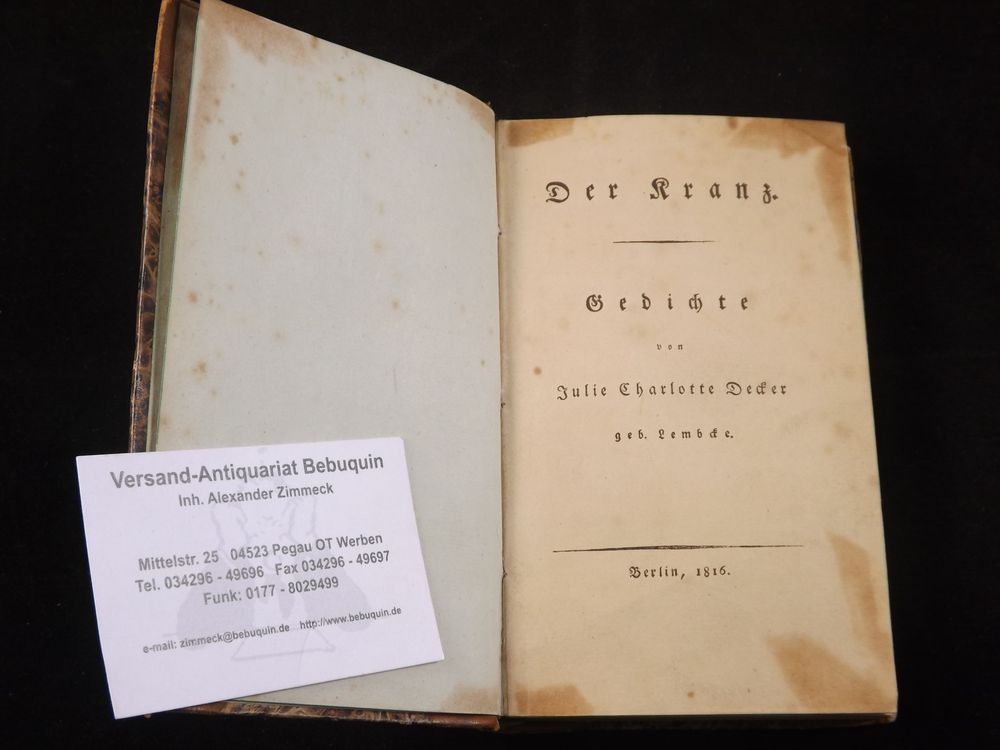 Versand-Antiquariat Bebuquin
Inh. Alexander Zimmeck
Mittelstr. 25 04523 Pegau OT Werben
Tel. 034296 - 49696 Fax 034296 - 49697
Funk: 0177 - 8029499
e-mail: zimmeck@bebuquin.de http://www.bebuquin.de
Der Kranz.
Gedichte
von
Julie Charlotte Decker
geb. Lembcke.
Berlin, 1816.